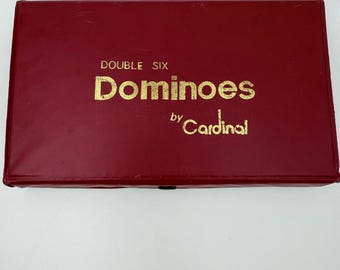 DOUBLE SIX
Dominoes
by Cardinal